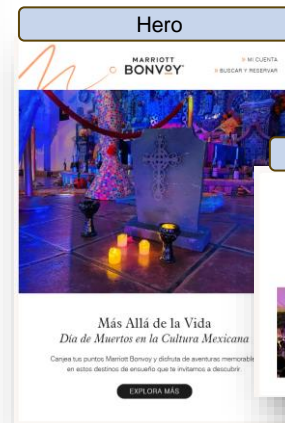 Hero
MARRIOTT
BONVOY
MI CUENTA
BUSCAR Y RESERVAR
Más Allá de la Vida
Día de Muertos en la Cultura Mexicana
Canjea tus puntos Marriott Bonvoy y disfruta de aventuras memorable
en estos destinos de ensueño que te invitamos a descubrir.
EXPLORA MÁS